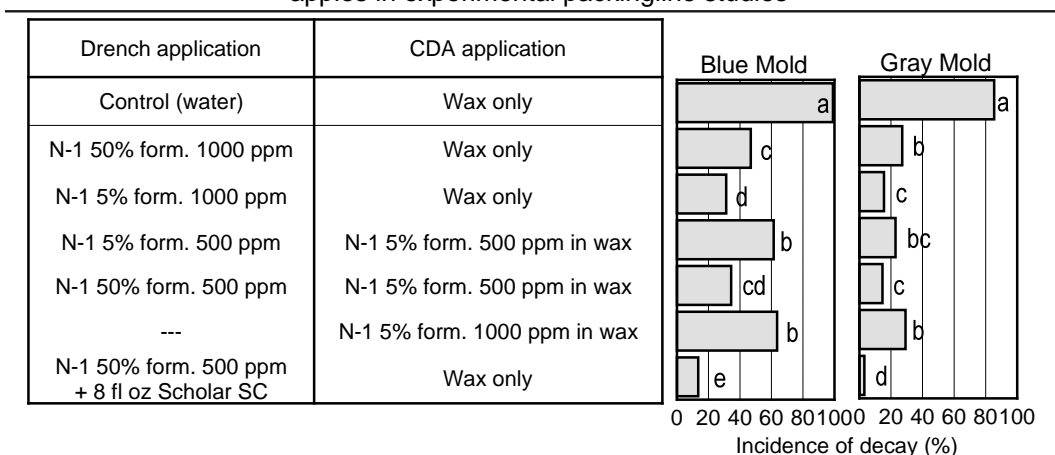 apples in experimental packingline studies
Drench application CDA application
Blue Mold Gray Mold
Control (water) Wax only a a
N-1 50% form. 1000 ppm Wax only c b
N-1 5% form. 1000 ppm Wax only d c
N-1 5% form. 500 ppm N-1 5% form. 500 ppm in wax b bc
N-1 50% form. 500 ppm N-1 5% form. 500 ppm in wax cd c
--- N-1 5% form. 1000 ppm in wax b b
N-1 50% form. 500 ppm
+ 8 fl oz Scholar SC Wax only e d
0 20 40 60 80 100 0 20 40 60 80 100
Incidence of decay (%)